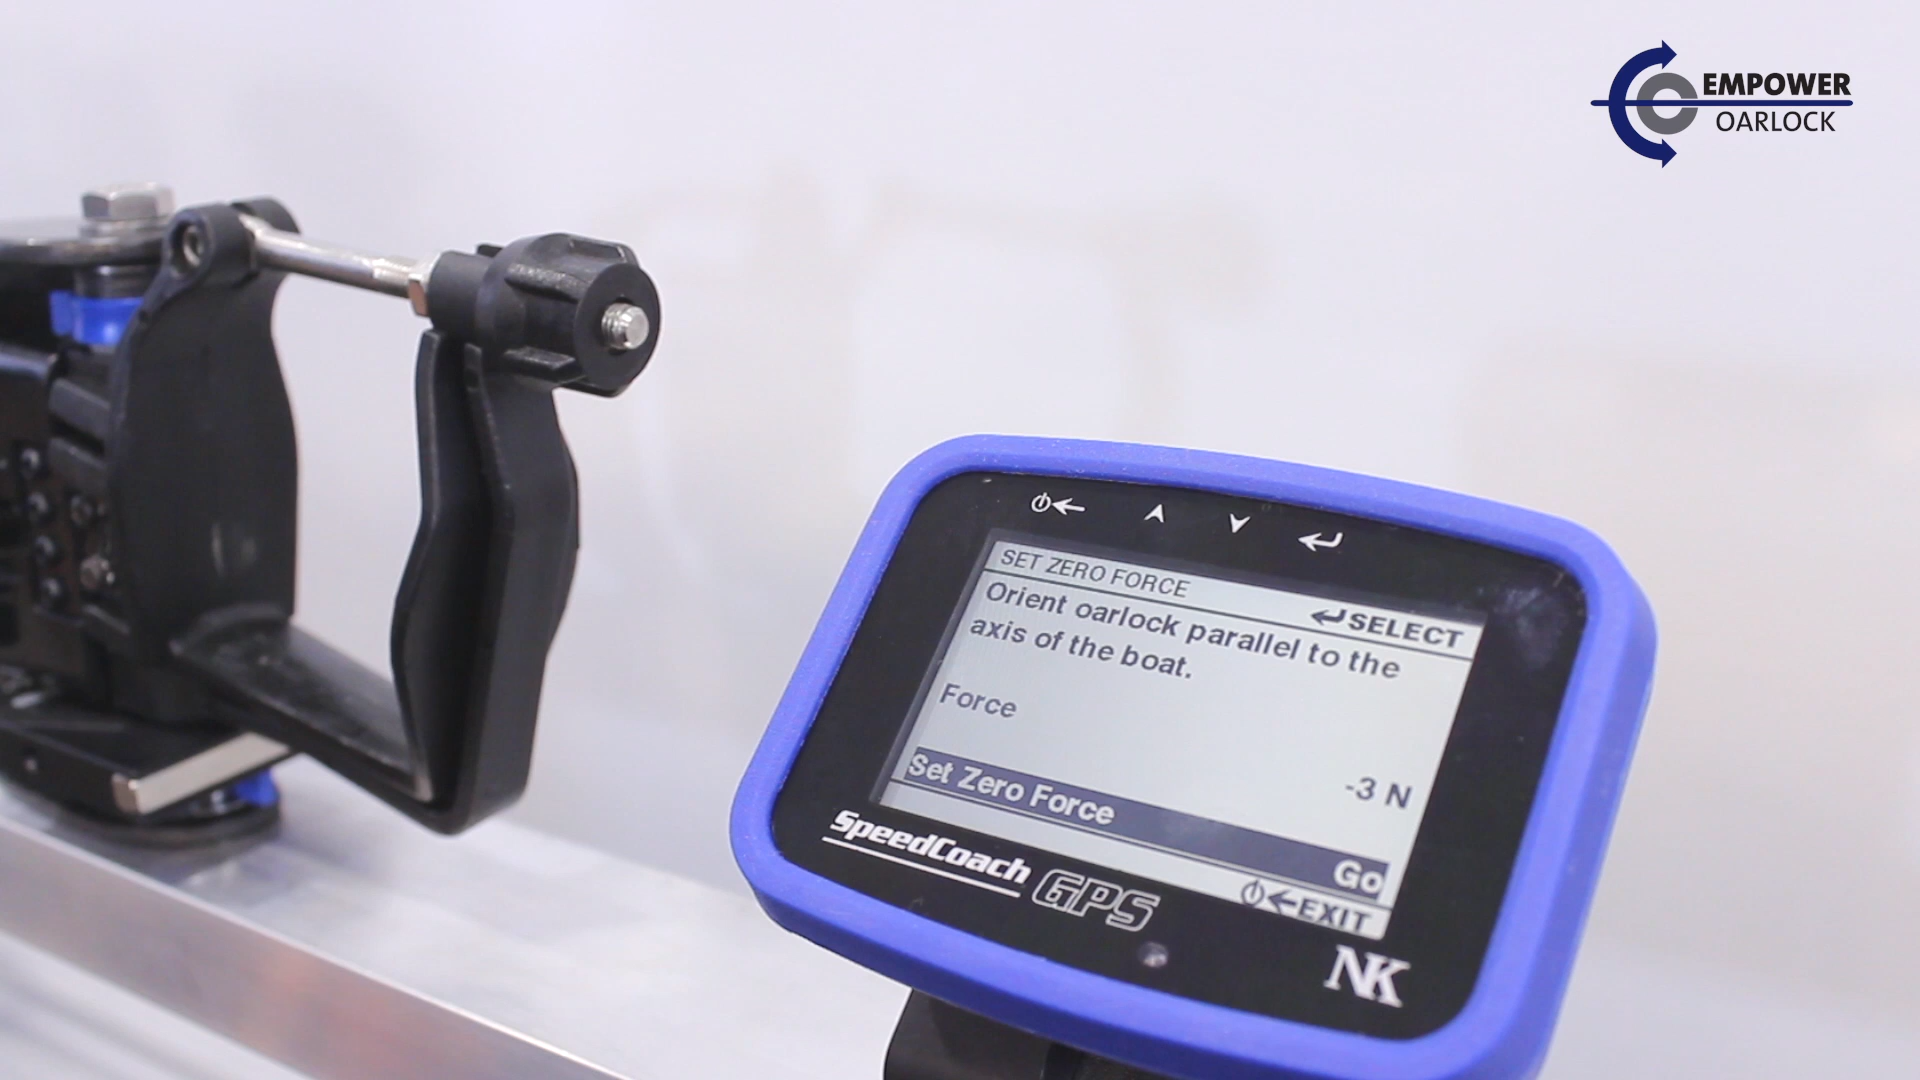 EMPOWER
OARLOCK
SET ZERO FORCE
SELECT
Orient oarlock parallel to the
axis of the boat.
Force
-3 N
Set Zero Force
Go
EXIT
SpeedCoach GPS
NK